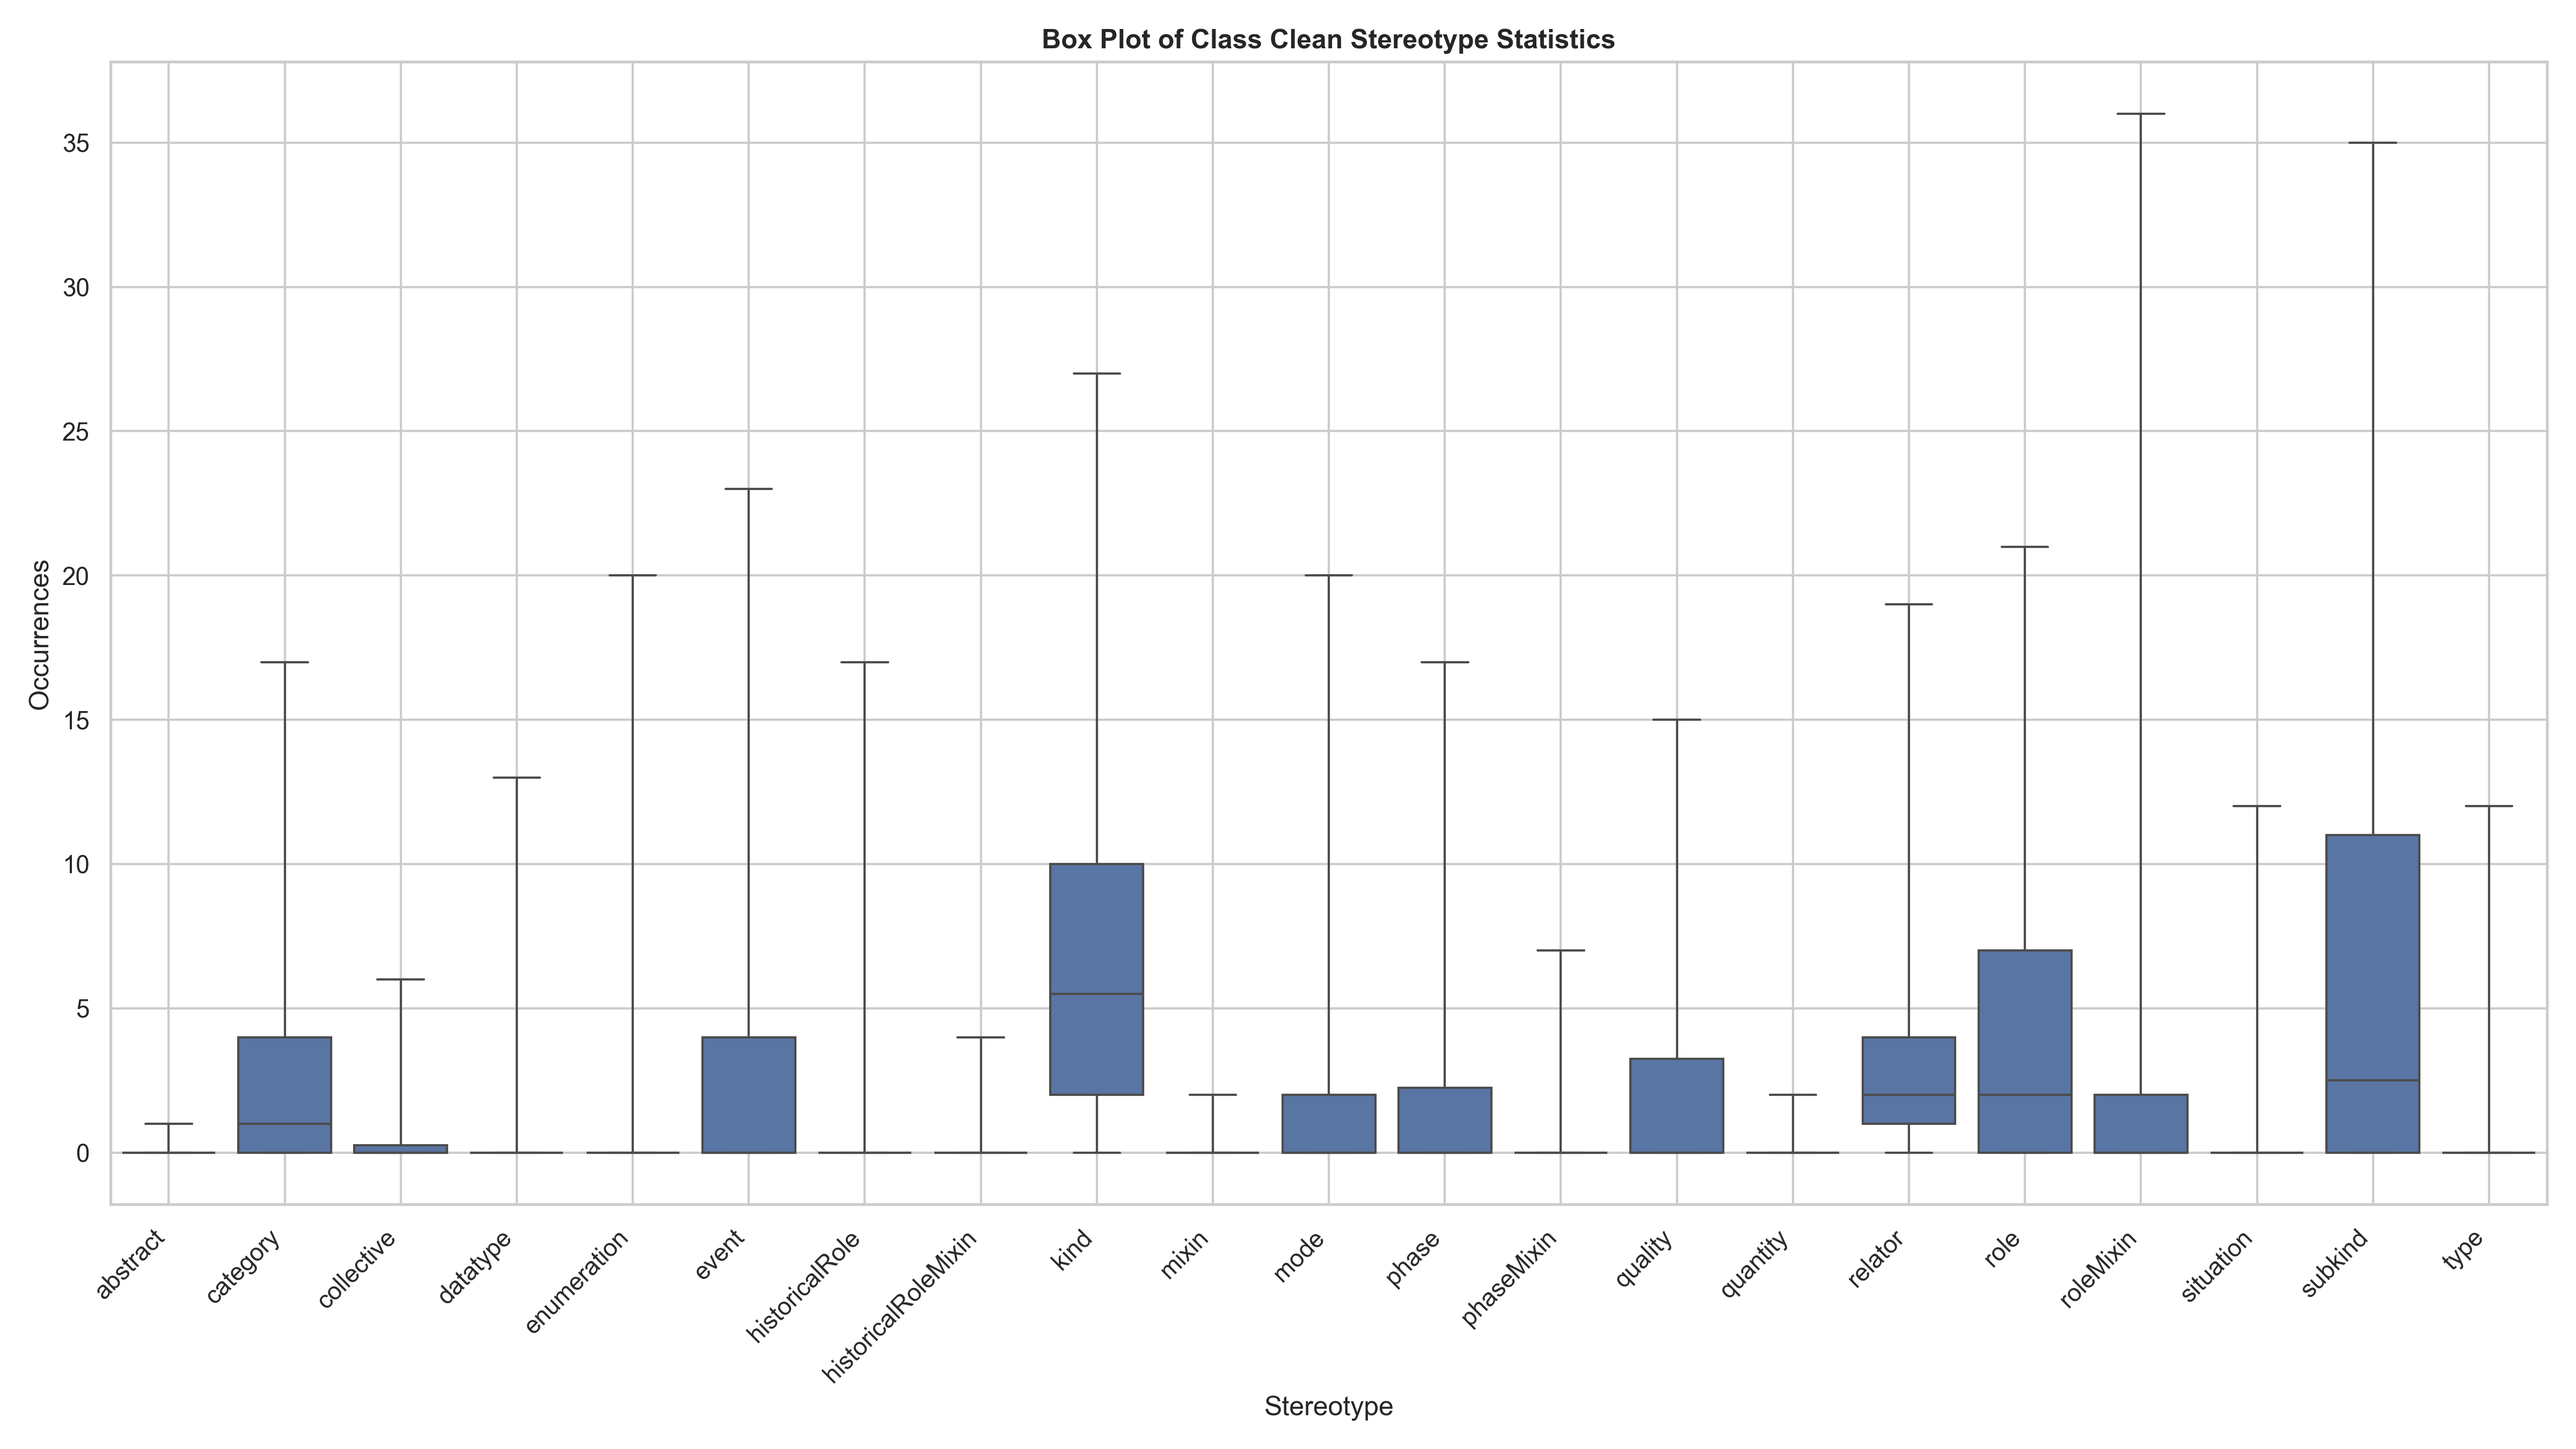 Box Plot of Class Clean Stereotype Statistics
Occurrences
35
30
25
20
15
10
5
0
abstract
category
collective
datatype
enumeration
event
historicalRole
historicalRoleMixin
kind
mixin
mode
phase
phaseMixin
quality
quantity
relator
role
roleMixin
situation
subkind
type
Stereotype